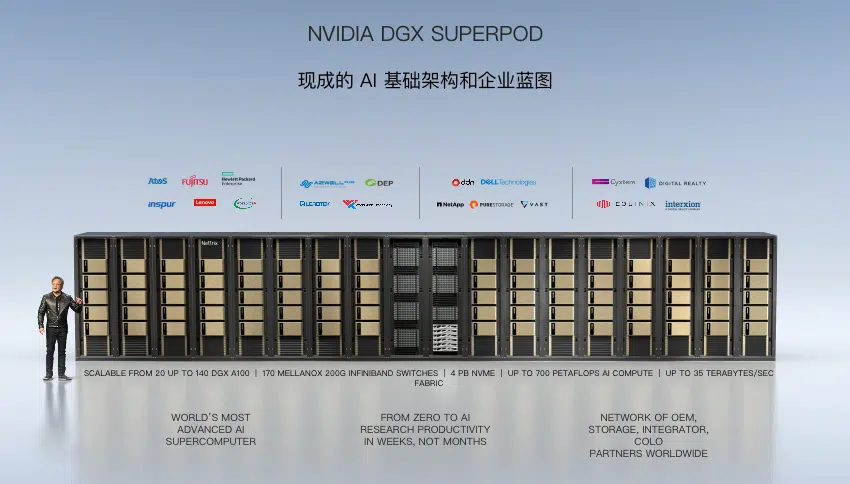 NVIDIA DGX SUPERPOD
现成的 AI 基础架构和企业蓝图
Atos
FUJITSU
Hewlett Packard
Enterprise
inspur
Lenovo
DEP
ddn
DELL Technologies
NetApp
PURESTORAGE
VAST
Cyxtera
DIGITAL REALTY
EQUINIX
interxion
Nettrix
SCALABLE FROM 20 UP TO 140 DGX A100 | 170 MELLANOX 200G INFINIBAND SWITCHES | 4 PB NVME | UP TO 700 PETAFLOPS AI COMPUTE | UP TO 35 TERABYTES/SEC
FABRIC
WORLD'S MOST
ADVANCED AI
SUPERCOMPUTER
FROM ZERO TO AI
RESEARCH PRODUCTIVITY
IN WEEKS, NOT MONTHS
NETWORK OF OEM,
STORAGE, INTEGRATOR,
COLO
PARTNERS WORLDWIDE